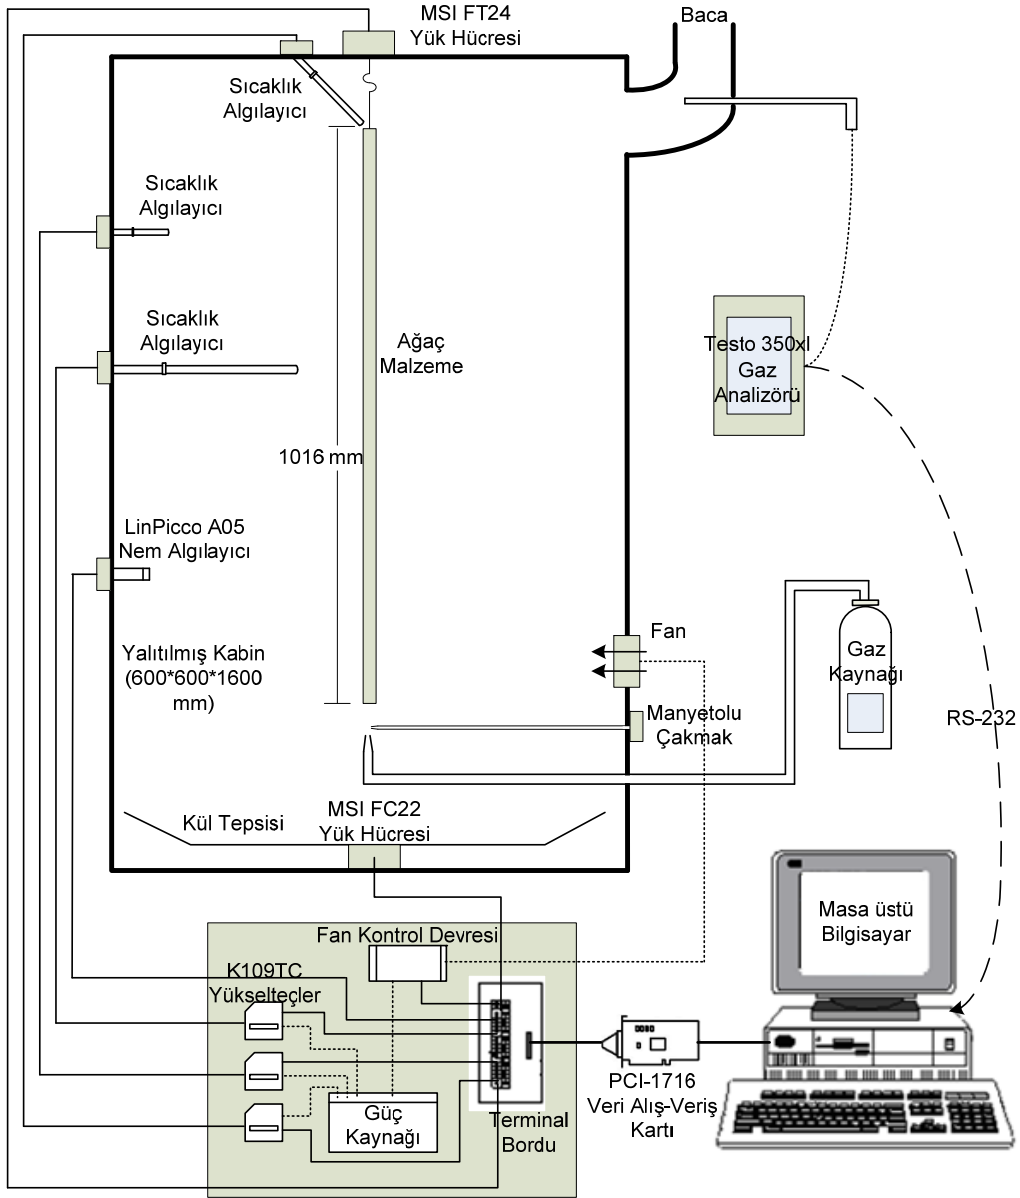 MSI FT24
Yük Hücresi
Baca
Sıcaklık
Algılayıcı
Sıcaklık
Algılayıcı
Sıcaklık
Algılayıcı
Ağaç
Malzeme
Testo 350xl
Gaz
Analizörü
1016 mm
LinPicco A05
Nem Algılayıcı
Yalıtılmış Kabin
(600*600*1600
mm)
Fan
Gaz
Kaynağı
Manyetolu
Çakmak
RS-232
MSI FC22
Yük Hücresi
Kül Tepsisi
Masa üstü
Bilgisayar
Fan Kontrol Devresi
K109TC
Yükselteçler
PCI-1716
Veri Alış-Veriş
Kartı
Güç
Kaynağı
Terminal
Bordu